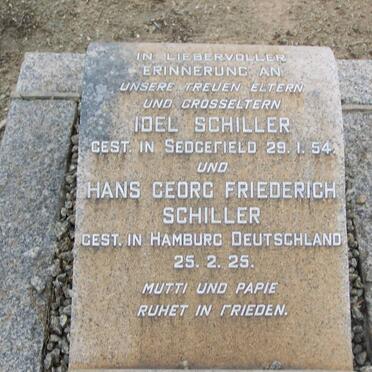 IN LIEBERVOLLER
ERINNERUNG AN
UNSERE TREUEN ELTERN
UND GROSSELTERN
IDEL SCHILLER
GEST. IN SEDGEFIELD 29.1.54.
UND
HANS GEORG FRIEDERICH
SCHILLER
GEST. IN HAMBURG DEUTSCHLAND
25.2.25.
MUTTI UND PAPIE
RUHET IN FRIEDEN.